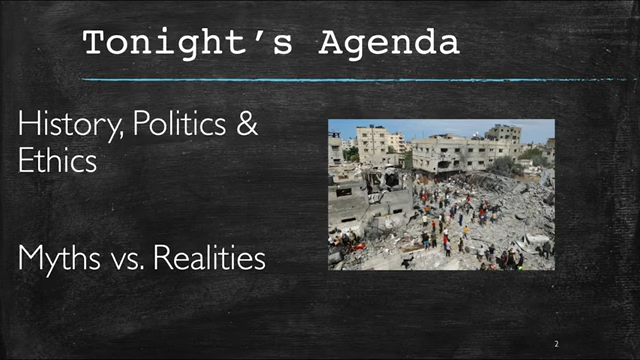 Tonight's Agenda
History, Politics &
Ethics
Myths vs. Realities
2